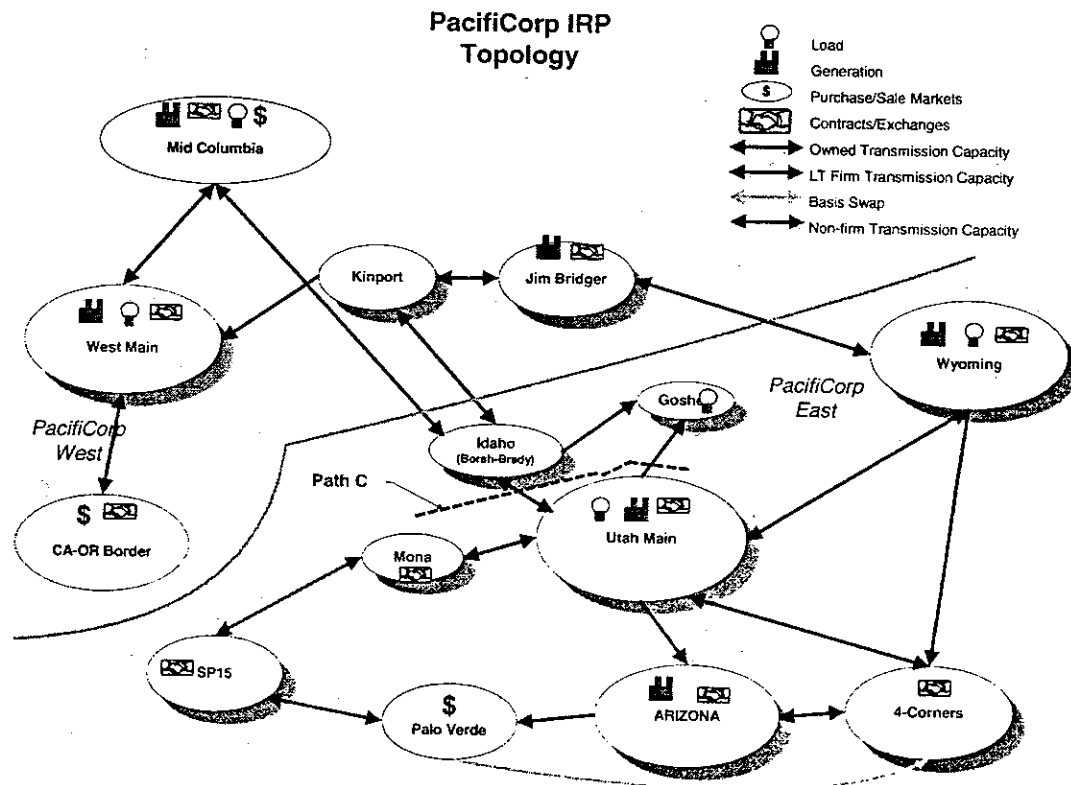 PacifiCorp IRP
Topology
Load
Generation
$
Purchase/Sale Markets
Contracts/Exchanges
Owned Transmission Capacity
LT Firm Transmission Capacity
Basis Swap
Non-firm Transmission Capacity
$
Mid Columbia
Kinport
Jim Bridger
West Main
Wyoming
PacifiCorp
East
Goshen
PacifiCorp
West
Idaho
(Borah-Brady)
Path C
$
CA-OR Border
Utah Main
Mona
SP15
$
Palo Verde
ARIZONA
4-Corners